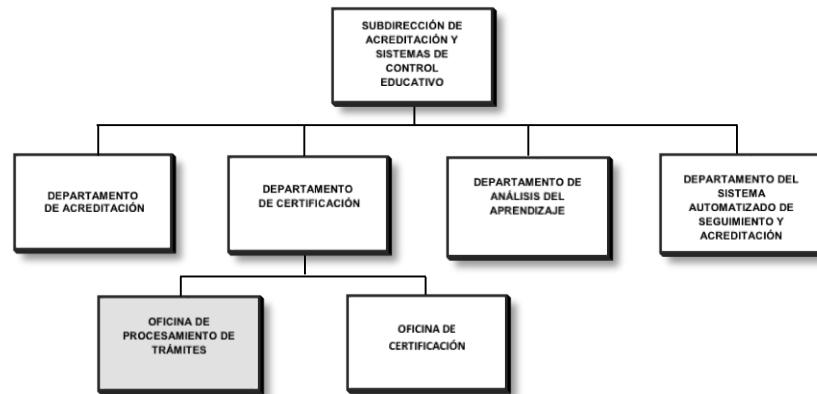 SUBDIRECCIÓN DE
ACREDITACIÓN Y
SISTEMAS DE
CONTROL
EDUCATIVO
DEPARTAMENTO
DE ACREDITACIÓN
DEPARTAMENTO
DE CERTIFICACIÓN
DEPARTAMENTO DE
ANÁLISIS DEL
APRENDIZAJE
DEPARTAMENTO DEL
SISTEMA
AUTOMATIZADO DE
SEGUIMIENTO Y
ACREDITACIÓN
OFICINA DE
PROCESAMIENTO DE
TRÁMITES
OFICINA DE
CERTIFICACIÓN